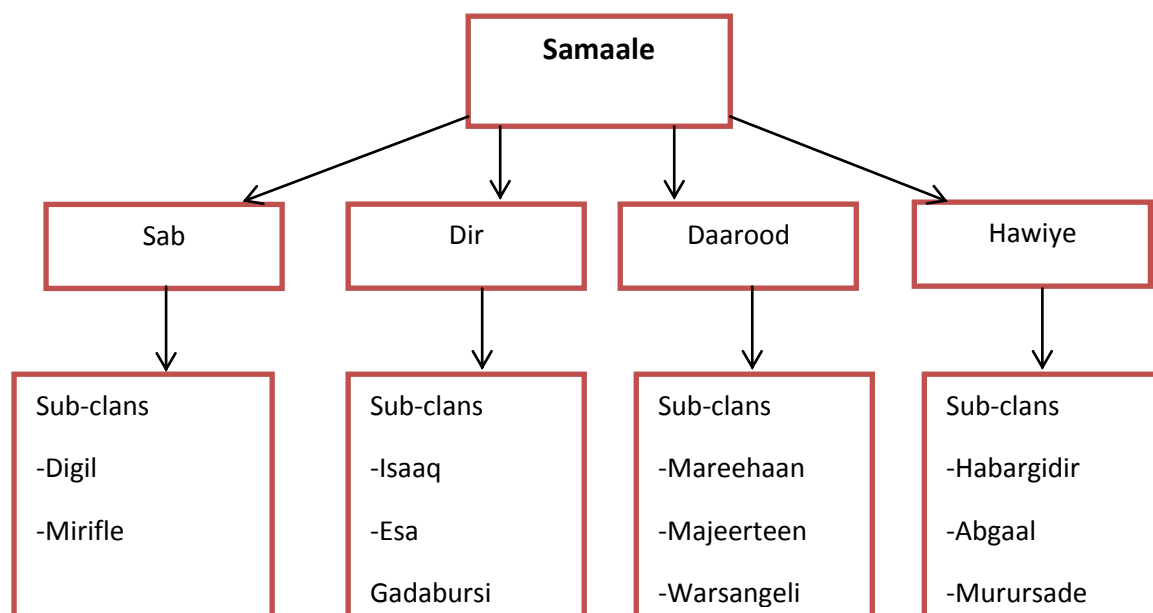 Samaale
Sab
Dir
Daarood
Hawiye
Sub-clans
-Digil
-Mirifle
Sub-clans
-Isaaq
-Esa
Gadabursi
Sub-clans
-Mareehaan
-Majeerteen
-Warsangeli
Sub-clans
-Habargidir
-Abgaal
-Murursade